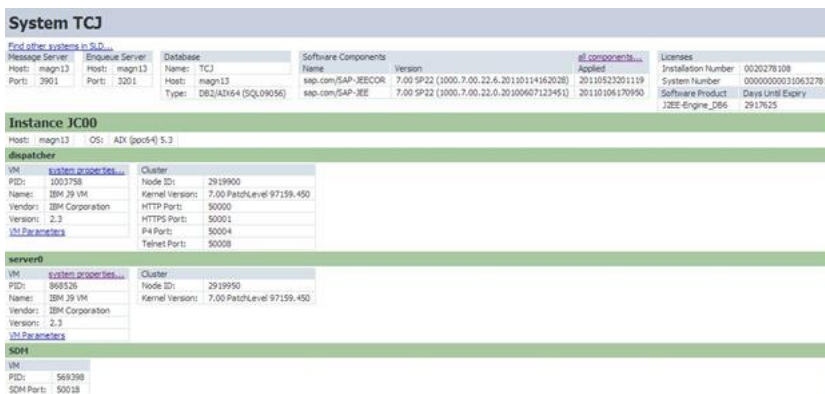 System TCJ
Find other systems in SLD...
Message Server
Host: magn13
Port: 3901
Enqueue Server
Host: magn13
Port: 3201
Database
Name: TCJ
Host: magn13
Type: DB2/AIX64 (SQL09056)
Software Components all components...
Name Version Applied
sap.com/SAP-JEECOR 7.00 SP22 (1000.7.00.22.6.20110114162028) 20110523201119
sap.com/SAP-JEE 7.00 SP22 (1000.7.00.22.0.20100607123451) 20110106170950
Licenses
Installation Number 0020278108
System Number 0000000000310632781
Software Product Days Until Expiry
J2EE-Engine_DB6 2917625
Instance JC00
Host: magn13 OS: AIX (ppc64) 5.3
dispatcher
VM system properties...
PID: 1003758
Name: IBM J9 VM
Vendor: IBM Corporation
Version: 2.3
VM Parameters
Cluster
Node ID: 2919900
Kernel Version: 7.00 PatchLevel 97159.450
HTTP Port: 50000
HTTPS Port: 50001
P4 Port: 50004
Telnet Port: 50008
server0
VM system properties...
PID: 868526
Name: IBM J9 VM
Vendor: IBM Corporation
Version: 2.3
VM Parameters
Cluster
Node ID: 2919950
Kernel Version: 7.00 PatchLevel 97159.450
SDM
VM
PID: 569398
SDM Port: 50018